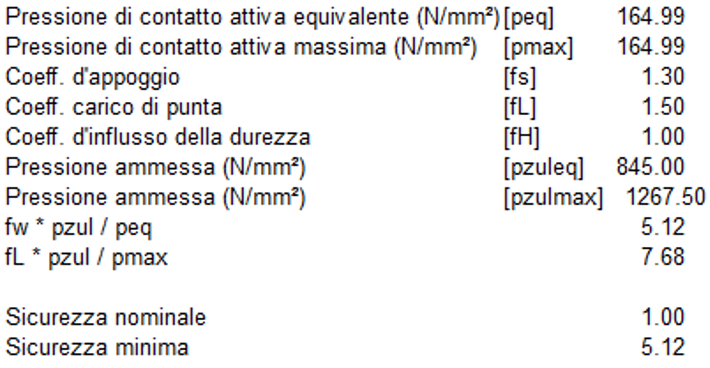 Pressione di contatto attiva equivalente (N/mm²) [peq] 164.99
Pressione di contatto attiva massima (N/mm²) [pmax] 164.99
Coeff. d'appoggio [fs] 1.30
Coeff. carico di punta [fL] 1.50
Coeff. d'influsso della durezza [fH] 1.00
Pressione ammessa (N/mm²) [pzuleq] 845.00
Pressione ammessa (N/mm²) [pzulmax] 1267.50
fw * pzul / peq 5.12
fL * pzul / pmax 7.68
Sicurezza nominale 1.00
Sicurezza minima 5.12